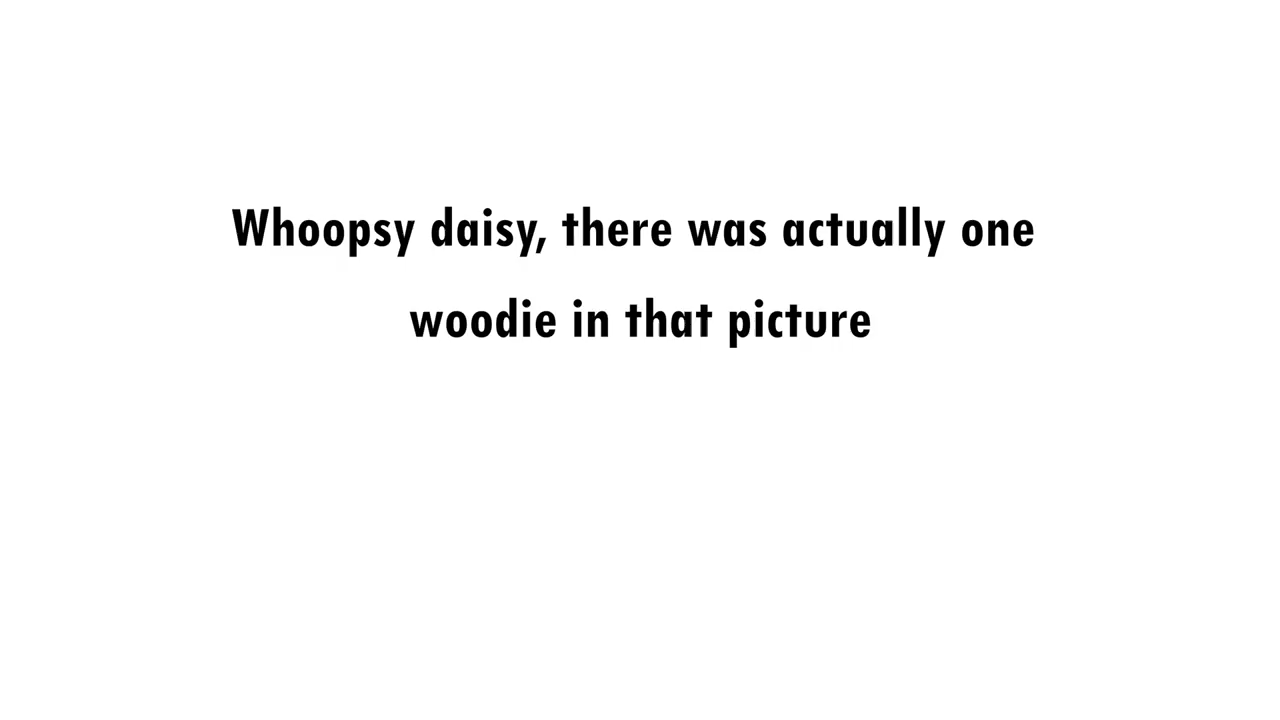 Whoopsy daisy, there was actually one
woodie in that picture